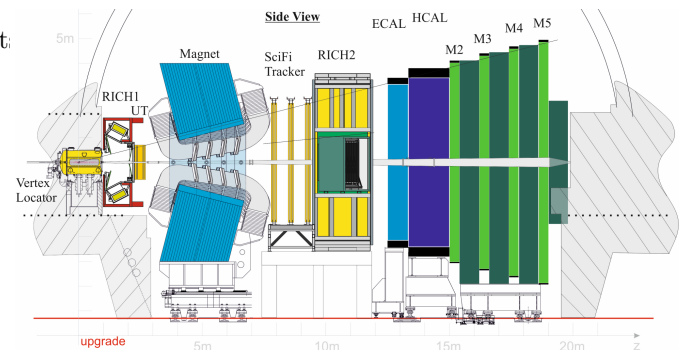 Side View
ECAL
HCAL
t
5m
Magnet
SciFi
Tracker
RICH2
M2
M3
M4
M5
RICH1
UT
Vertex
Locator
upgrade
5m
10m
15m
20m
z